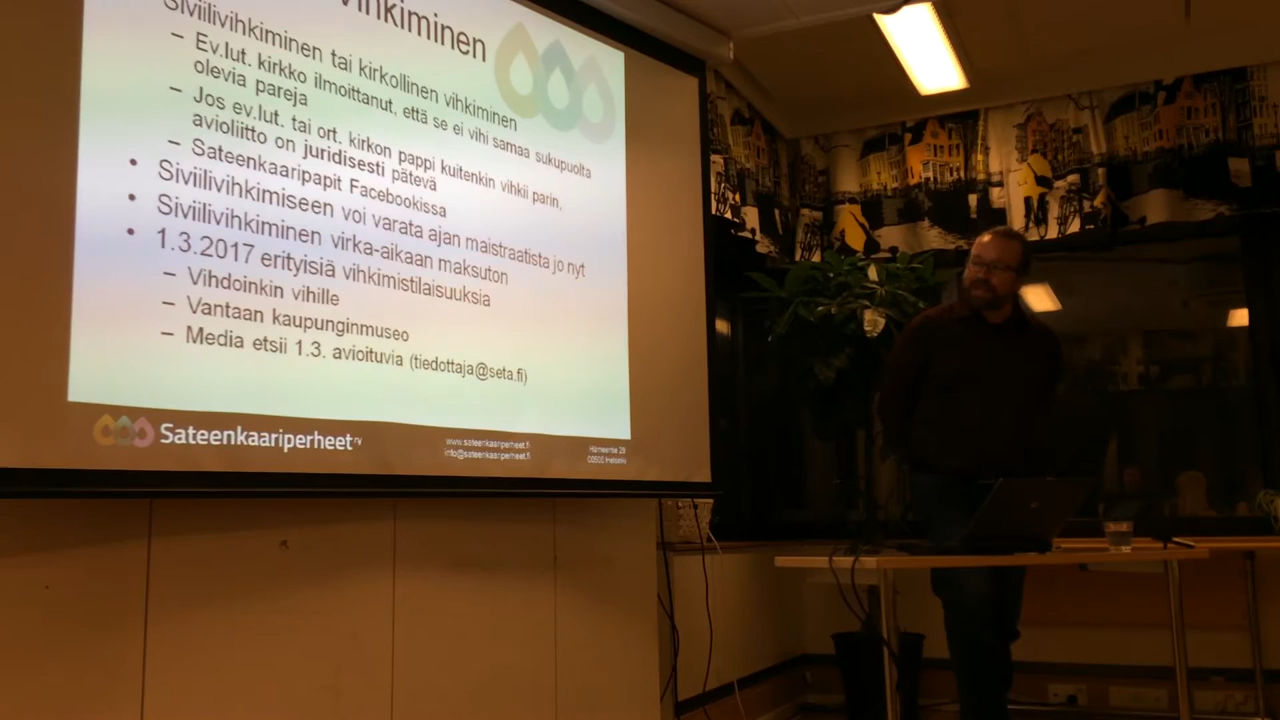 vihkiminen
Siviilivihkiminen tai kirkollinen vihkiminen
– Ev.lut. kirkko ilmoittanut, että se ei vihi samaa sukupuolta
olevia pareja
– Jos ev.lut. tai ort. kirkon pappi kuitenkin vihkii parin,
avioliitto on juridisesti pätevä
– Sateenkaaripapit Facebookissa
• Siviilivihkimiseen voi varata ajan maistraatista jo nyt
• Siviilivihkiminen virka-aikaan maksuton
• 1.3.2017 erityisiä vihkimistilaisuuksia
– Vihdoinkin vihille
– Vantaan kaupunginmuseo
– Media etsii 1.3. avioituvia (tiedottaja@seta.fi)
Sateenkaariperheet ry
www.sateenkaariperheet.fi
info@sateenkaariperheet.fi
Hämeentie 29
00500 Helsinki